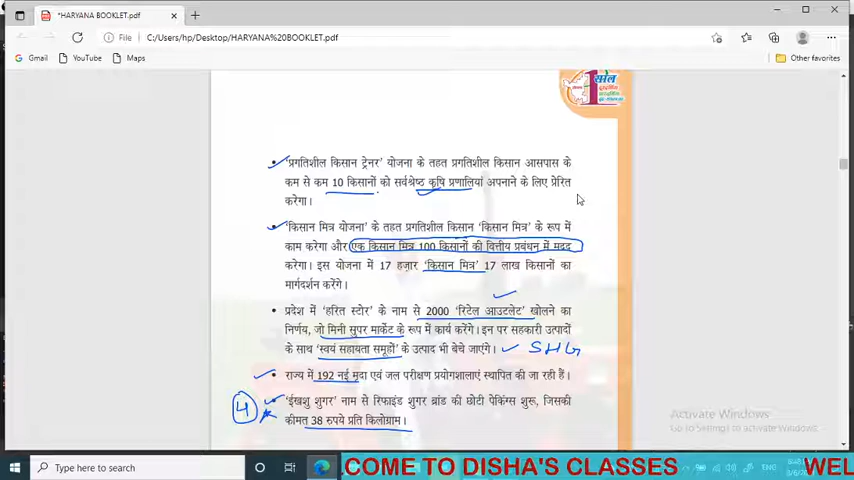 *HARYANA BOOKLET.pdf
File
C:/Users/hp/Desktop/HARYANA%20BOOKLET.pdf
Gmail
YouTube
Maps
Other favorites
साल
• 'प्रगतिशील किसान ट्रेनर' योजना के तहत प्रगतिशील किसान आसपास के
कम से कम 10 किसानों को सर्वश्रेष्ठ कृषि प्रणालियां अपनाने के लिए प्रेरित
करेगा।
• 'किसान मित्र योजना' के तहत प्रगतिशील किसान 'किसान मित्र' के रूप में
काम करेगा और एक किसान मित्र 100 किसानों की वित्तीय प्रबंधन में मदद
करेगा। इस योजना में 17 हज़ार 'किसान मित्र' 17 लाख किसानों का
मार्गदर्शन करेंगे।
• प्रदेश में 'हरित स्टोर' के नाम से 2000 'रिटेल आउटलेट' खोलने का
निर्णय, जो मिनी सुपर मार्केट के रूप में कार्य करेंगे। इन पर सहकारी उत्पादों
के साथ 'स्वयं सहायता समूहों' के उत्पाद भी बेचे जाएंगे। SHG
• राज्य में 192 नई मृदा एवं जल परीक्षण प्रयोगशालाएं स्थापित की जा रही हैं।
4 'ईखशु शुगर' नाम से रिफाइंड शुगर ब्रांड की छोटी पैकिंग्स शुरू, जिसकी
कीमत 38 रुपये प्रति किलोग्राम।
Activate Windows
Go to Settings to activate Windows.
Type here to search
COME TO DISHA'S CLASSES
WEL
ENG